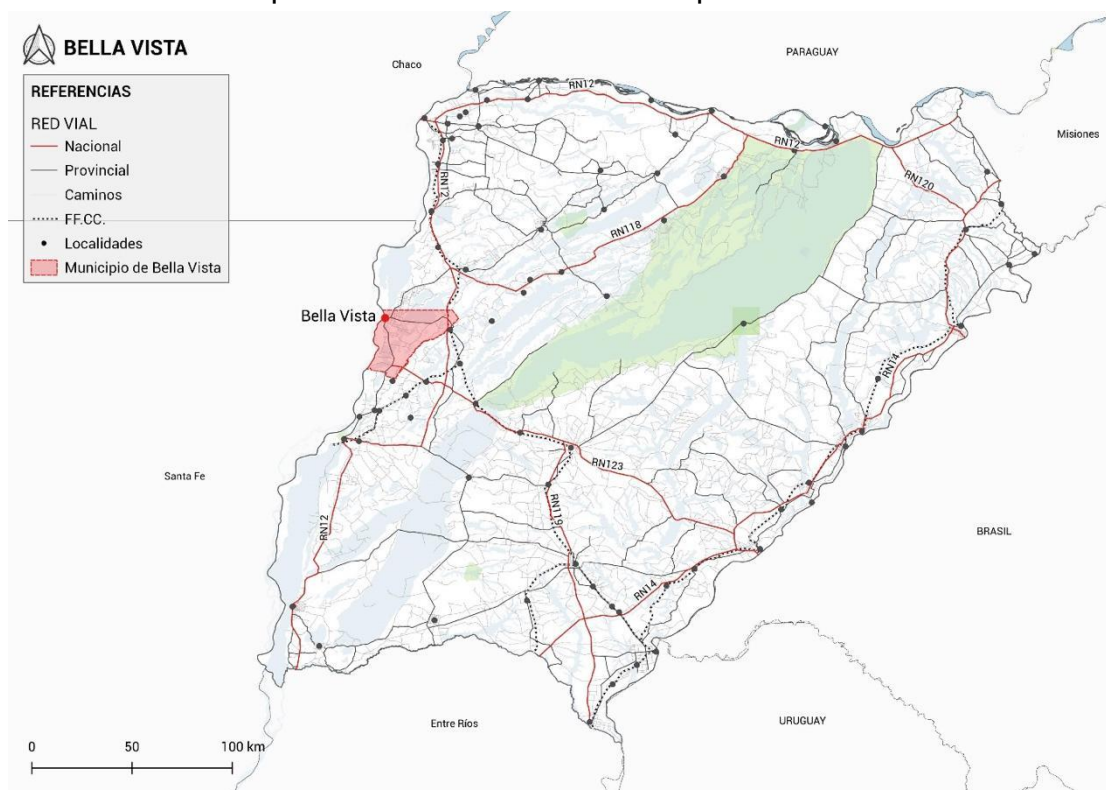 BELLA VISTA
REFERENCIAS
RED VIAL
Nacional
Provincial
Caminos
FF.CC.
Localidades
Municipio de Bella Vista
Chaco
PARAGUAY
Misiones
RN12
RN12
RN12
RN120
RN118
Bella Vista
RN14
RN123
Santa Fe
RN119
RN12
BRASIL
RN14
Entre Ríos
URUGUAY
0 50 100 km